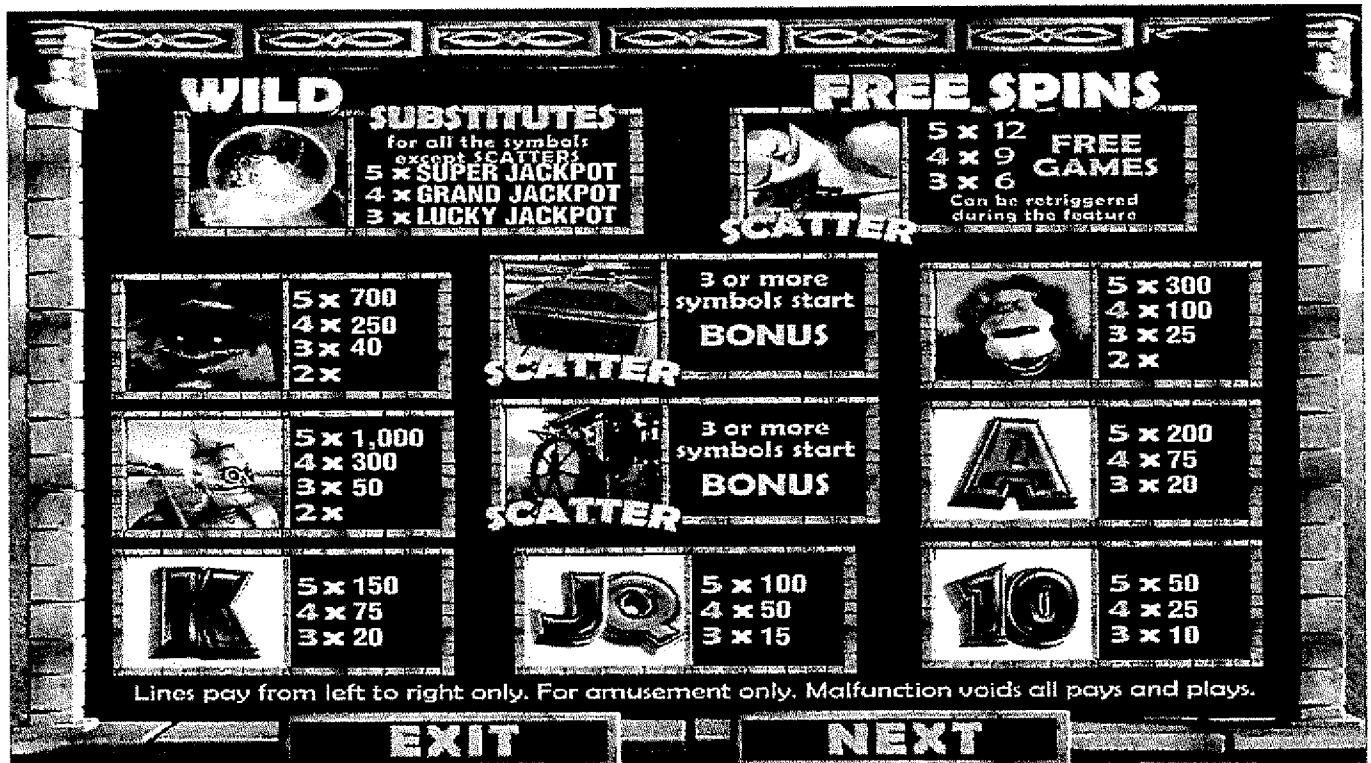 WILD
SUBSTITUTES
for all the symbols
except SCATTERS
5 x SUPER JACKPOT
4 x GRAND JACKPOT
3 x LUCKY JACKPOT
FREE SPINS
5 x 12
4 x 9
3 x 6
FREE
GAMES
Can be retriggered
during the feature
SCATTER
5 x 700
4 x 250
3 x 40
2 x
3 or more
symbols start
BONUS
SCATTER
5 x 300
4 x 100
3 x 25
2 x
5 x 1,000
4 x 300
3 x 50
2 x
3 or more
symbols start
BONUS
SCATTER
A
5 x 200
4 x 75
3 x 20
K
5 x 150
4 x 75
3 x 20
JQ
5 x 100
4 x 50
3 x 15
10
5 x 50
4 x 25
3 x 10
Lines pay from left to right only. For amusement only. Malfunction voids all pays and plays.
EXIT
NEXT